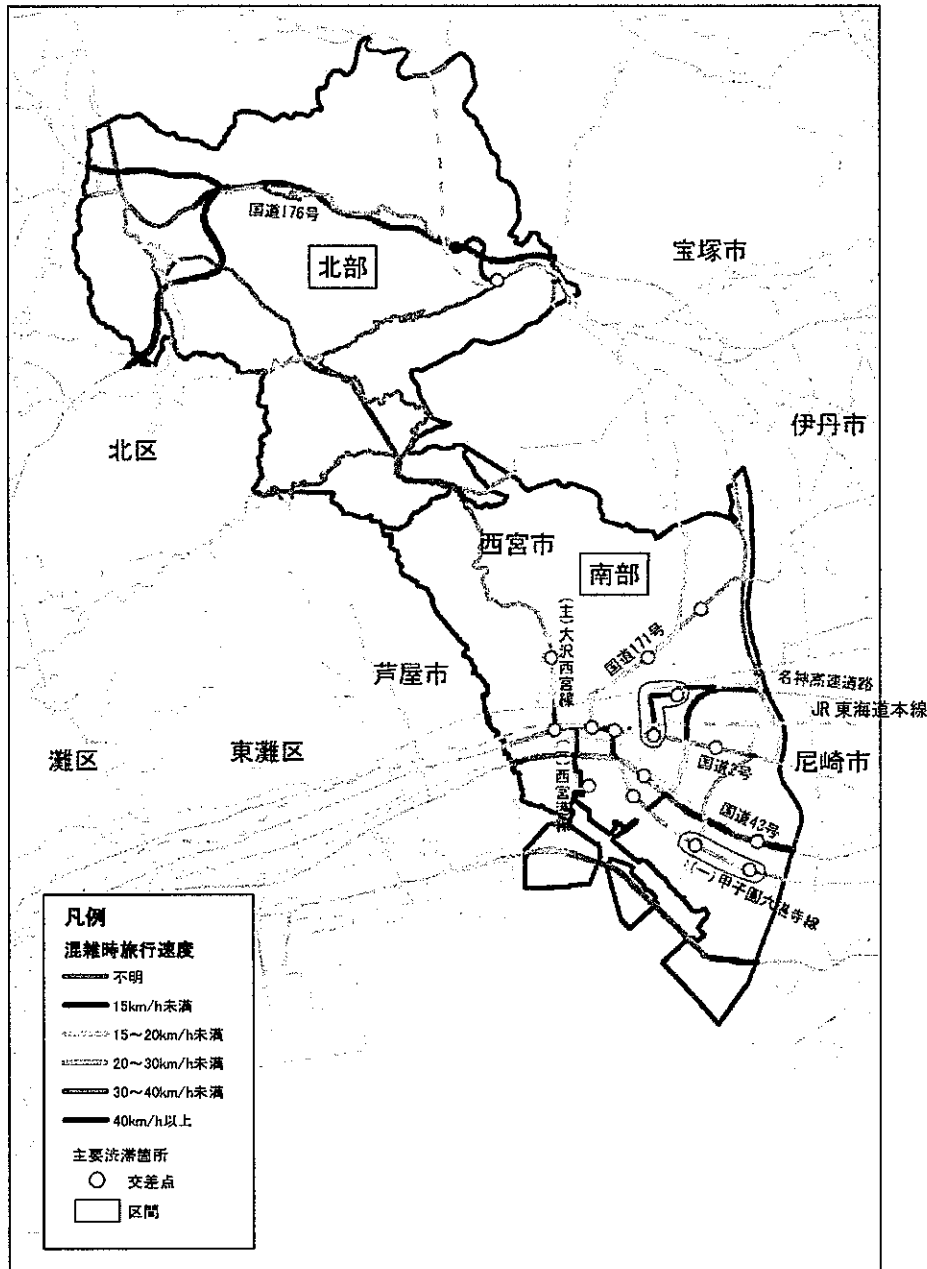 国道176号
北部
宝塚市
伊丹市
北区
西宮市
南部
(主)大沢西宮線
国道171号
芦屋市
名神高速道路
JR東海道本線
灘区
東灘区
国道2号
尼崎市
国道43号
西宮港線
(一)甲子園六湛寺線
凡例
混雑時旅行速度
不明
15km/h未満
15～20km/h未満
20～30km/h未満
30～40km/h未満
40km/h以上
主要渋滞箇所
交差点
区間